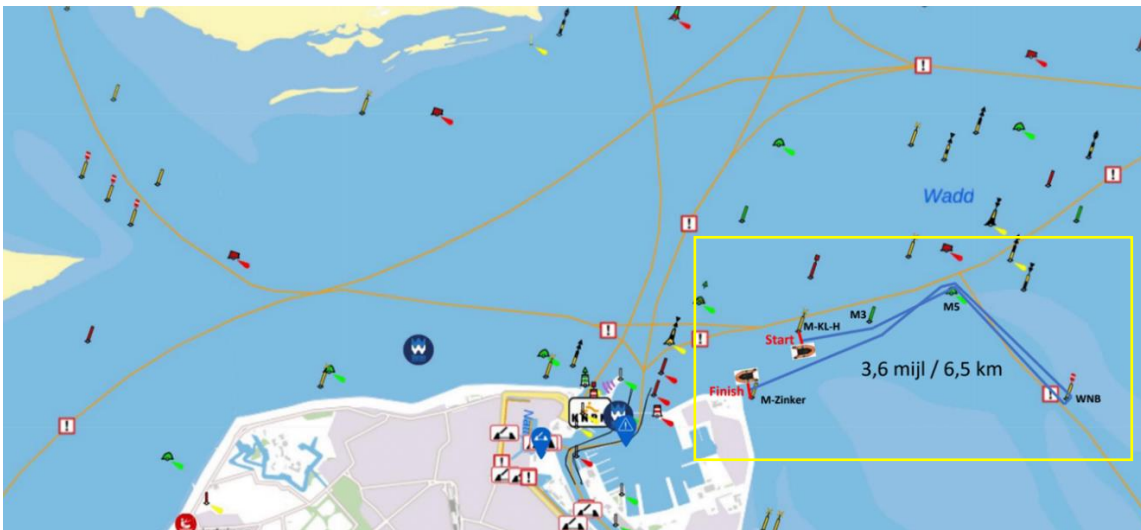 Wadd
M-KL-H
M3
M5
Start
3,6 mijl / 6,5 km
Finish
M-Zinker
WNB